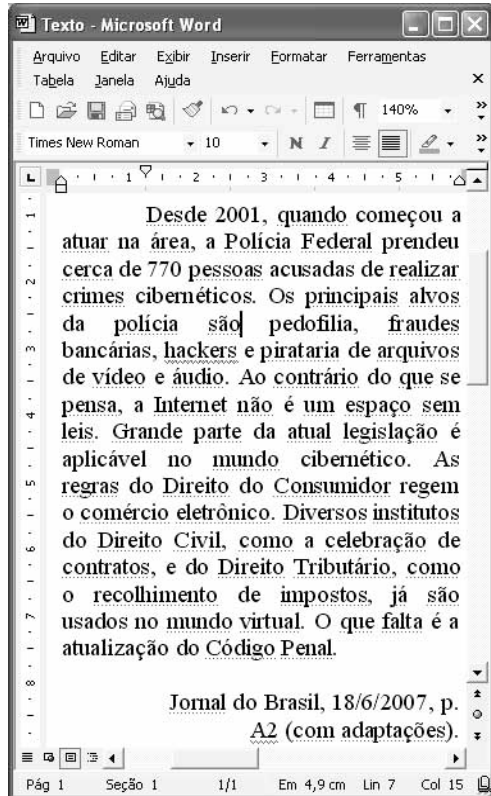 Texto - Microsoft Word
Arquivo Editar Exibir Inserir Formatar Ferramentas
Tabela Janela Ajuda
140%
Times New Roman 10 N I
1 2 3 4 5
Desde 2001, quando começou a
atuar na área, a Polícia Federal prendeu
cerca de 770 pessoas acusadas de realizar
crimes cibernéticos. Os principais alvos
da polícia são pedofilia, fraudes
bancárias, hackers e pirataria de arquivos
de vídeo e áudio. Ao contrário do que se
pensa, a Internet não é um espaço sem
leis. Grande parte da atual legislação é
aplicável no mundo cibernético. As
regras do Direito do Consumidor regem
o comércio eletrônico. Diversos institutos
do Direito Civil, como a celebração de
contratos, e do Direito Tributário, como
o recolhimento de impostos, já são
usados no mundo virtual. O que falta é a
atualização do Código Penal.
Jornal do Brasil, 18/6/2007, p.
A2 (com adaptações).
Pág 1 Seção 1 1/1 Em 4,9 cm Lin 7 Col 15